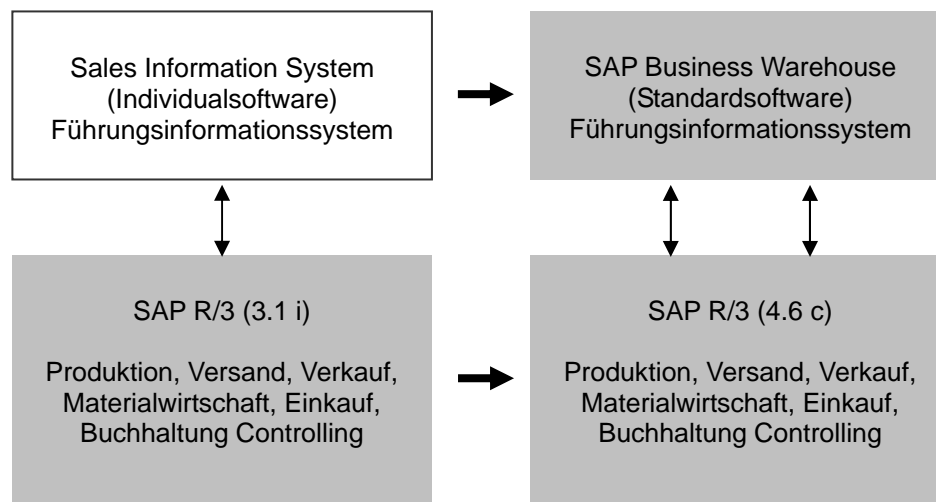 Sales Information System
(Individualsoftware)
Führungsinformationssystem
SAP Business Warehouse
(Standardsoftware)
Führungsinformationssystem
SAP R/3 (3.1 i)
Produktion, Versand, Verkauf,
Materialwirtschaft, Einkauf,
Buchhaltung Controlling
SAP R/3 (4.6 c)
Produktion, Versand, Verkauf,
Materialwirtschaft, Einkauf,
Buchhaltung Controlling